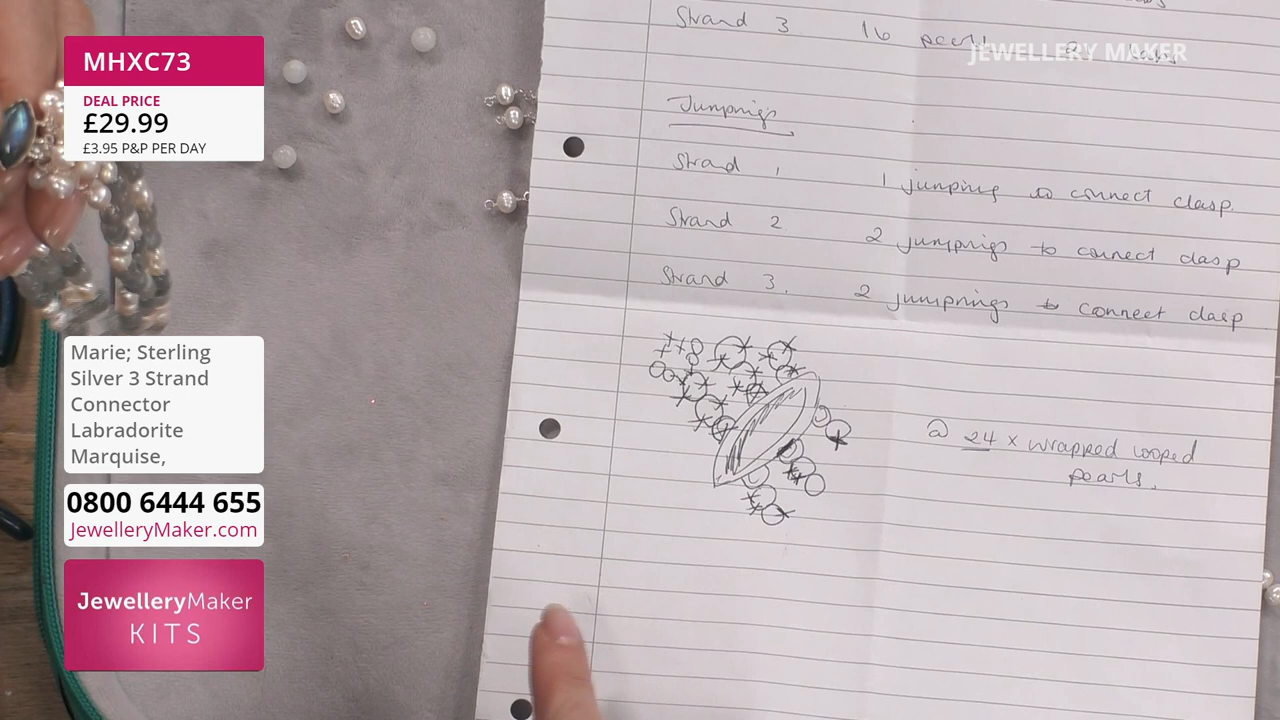 MHXC73
DEAL PRICE
£29.99
£3.95 P&P PER DAY
Marie; Sterling
Silver 3 Strand
Connector
Labradorite
Marquise,
0800 6444 655
JewelleryMaker.com
JewelleryMaker
KITS
JEWELLERY MAKER
Strand 3 16
Jumprings
Strand 1 1 jumpring to connect clasp.
Strand 2. 2 jumprings to connect clasp
Strand 3. 2 jumprings to connect clasp
24 x wrapped looped
pearls.